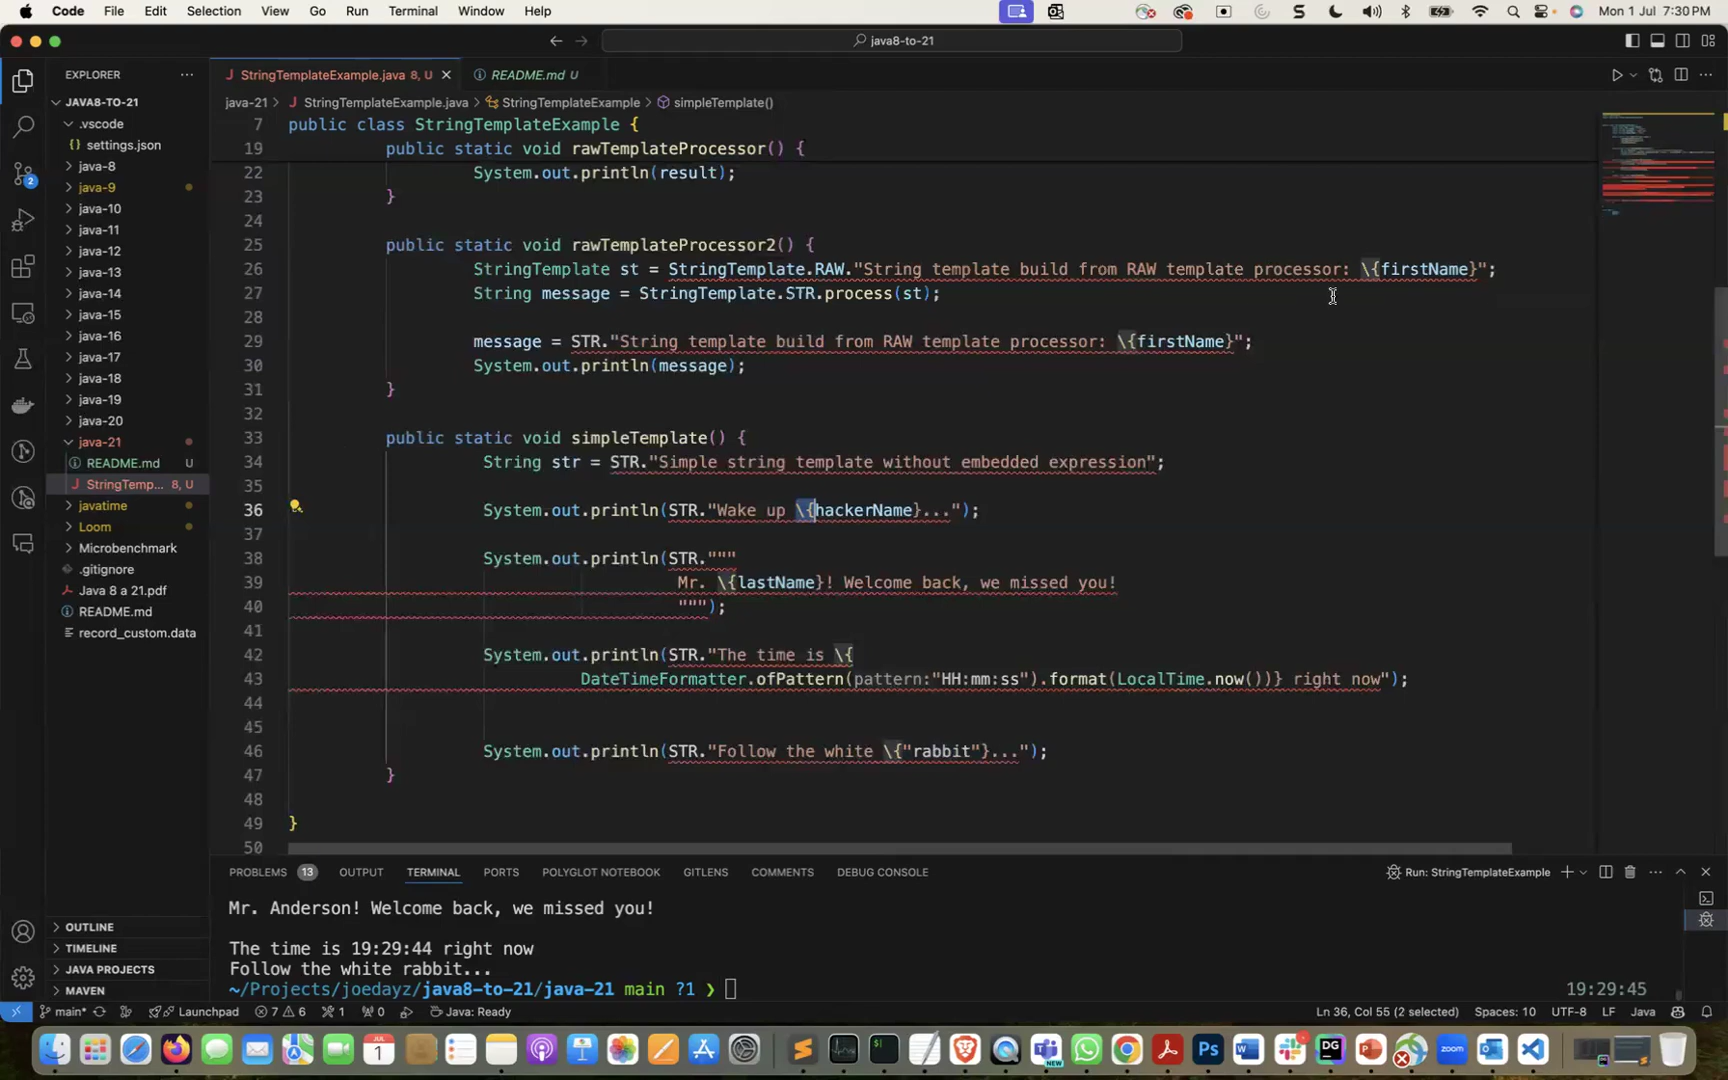 Code File Edit Selection View Go Run Terminal Window Help Mon 1 Jul 7:30 PM
java8-to-21
EXPLORER
StringTemplateExample.java 8, U
README.md U
JAVA8-TO-21
java-21 > StringTemplateExample.java > StringTemplateExample > simpleTemplate()
.vscode
settings.json
java-8
java-9
java-10
java-11
java-12
java-13
java-14
java-15
java-16
java-17
java-18
java-19
java-20
java-21
README.md U
StringTemp... 8, U
javatime
Loom
Microbenchmark
.gitignore
Java 8 a 21.pdf
README.md
record_custom.data
OUTLINE
TIMELINE
JAVA PROJECTS
MAVEN
2
7 public class StringTemplateExample {
19 public static void rawTemplateProcessor() {
22 System.out.println(result);
23 }
24
25 public static void rawTemplateProcessor2() {
26 StringTemplate st = StringTemplate.RAW."String template build from RAW template processor: \{firstName}";
27 String message = StringTemplate.STR.process(st);
28
29 message = STR."String template build from RAW template processor: \{firstName}";
30 System.out.println(message);
31 }
32
33 public static void simpleTemplate() {
34 String str = STR."Simple string template without embedded expression";
35
36 System.out.println(STR."Wake up \{hackerName}...");
37
38 System.out.println(STR."""
39 Mr. \{lastName}! Welcome back, we missed you!
40 """);
41
42 System.out.println(STR."The time is \{
43 DateTimeFormatter.ofPattern(pattern:"HH:mm:ss").format(LocalTime.now())} right now");
44
45
46 System.out.println(STR."Follow the white \{"rabbit"}...");
47 }
48
49 }
50
PROBLEMS 13 OUTPUT TERMINAL PORTS POLYGLOT NOTEBOOK GITLENS COMMENTS DEBUG CONSOLE Run: StringTemplateExample
Mr. Anderson! Welcome back, we missed you!
The time is 19:29:44 right now
Follow the white rabbit...
~/Projects/joedayz/java8-to-21/java-21 main ?1 ❯ 19:29:45
main* Launchpad 7 6 1 0 Java: Ready Ln 36, Col 55 (2 selected) Spaces: 10 UTF-8 LF Java
JUL
1
NEW
DG
Ps
zoom